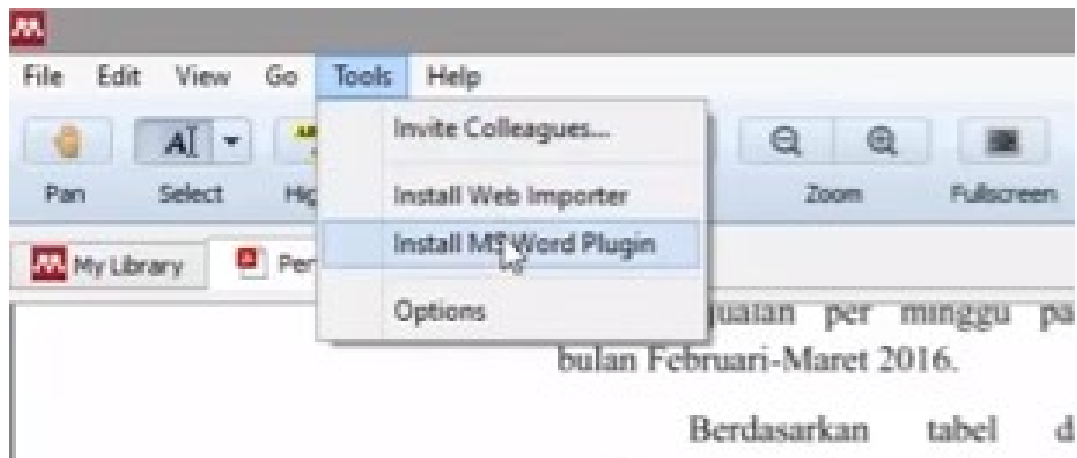 File Edit View Go Tools Help
Invite Colleagues...
Install Web Importer
Install MS Word Plugin
Options
Pan Select Zoom Fullscreen
My Library Per
per minggu pa
bulan Februari-Maret 2016.
Berdasarkan tabel d